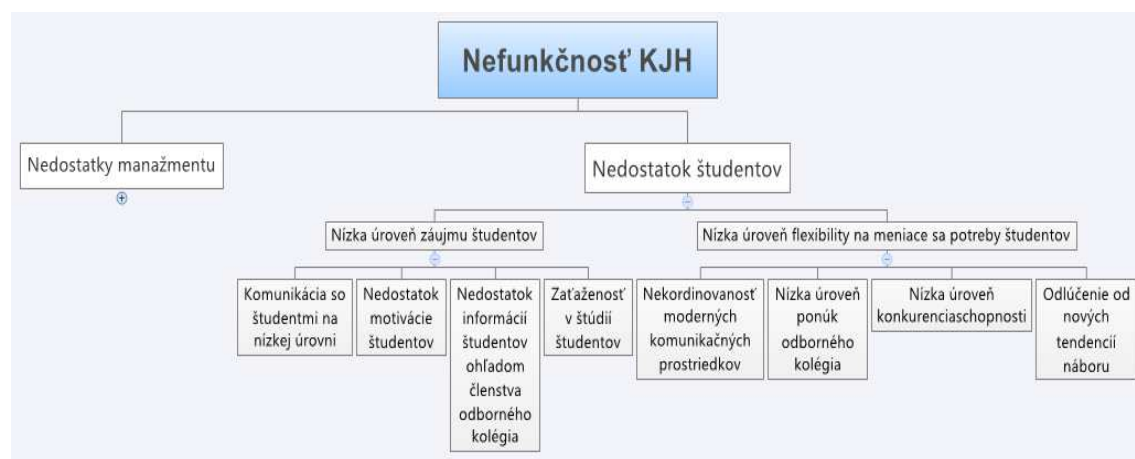 Nefunkčnosť KJH
Nedostatky manažmentu
Nedostatok študentov
Nízka úroveň záujmu študentov
Nízka úroveň flexibility na meniace sa potreby študentov
Komunikácia so
študentmi na
nízkej úrovni
Nedostatok
motivácie
študentov
Nedostatok
informácií
študentov
ohľadom
členstva
odborného
kolégia
Zaťaženosť
v štúdií
študentov
Nekordinovanosť
moderných
komunikačných
prostriedkov
Nízka úroveň
ponúk
odborného
kolégia
Nízka úroveň
konkurenciaschopnosti
Odlúčenie od
nových
tendencií
náboru